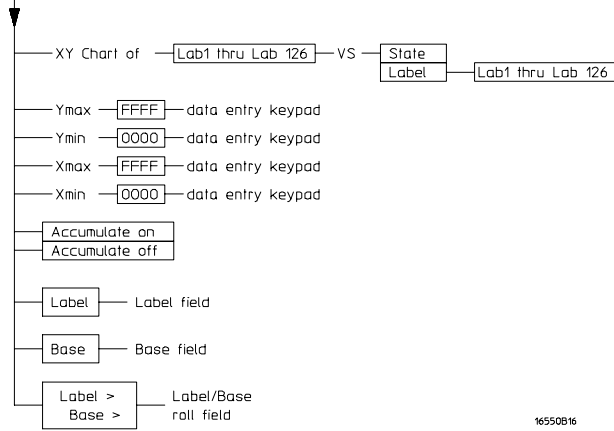 XY Chart of Lab1 thru Lab 126 VS State
Label Lab1 thru Lab 126
Ymax FFFF data entry keypad
Ymin 0000 data entry keypad
Xmax FFFF data entry keypad
Xmin 0000 data entry keypad
Accumulate on
Accumulate off
Label Label field
Base Base field
Label > Label/Base
Base > roll field
16550B16